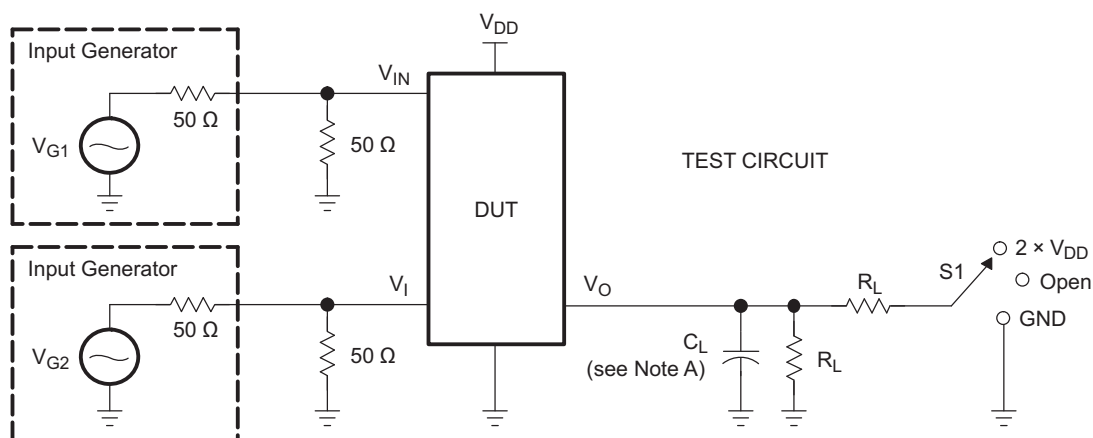 V_DD
Input Generator
V_IN
50 Ω
V_G1
50 Ω
TEST CIRCUIT
DUT
Input Generator
V_I
50 Ω
V_G2
50 Ω
V_O
C_L
(see Note A)
R_L
R_L
S1
2 × V_DD
Open
GND